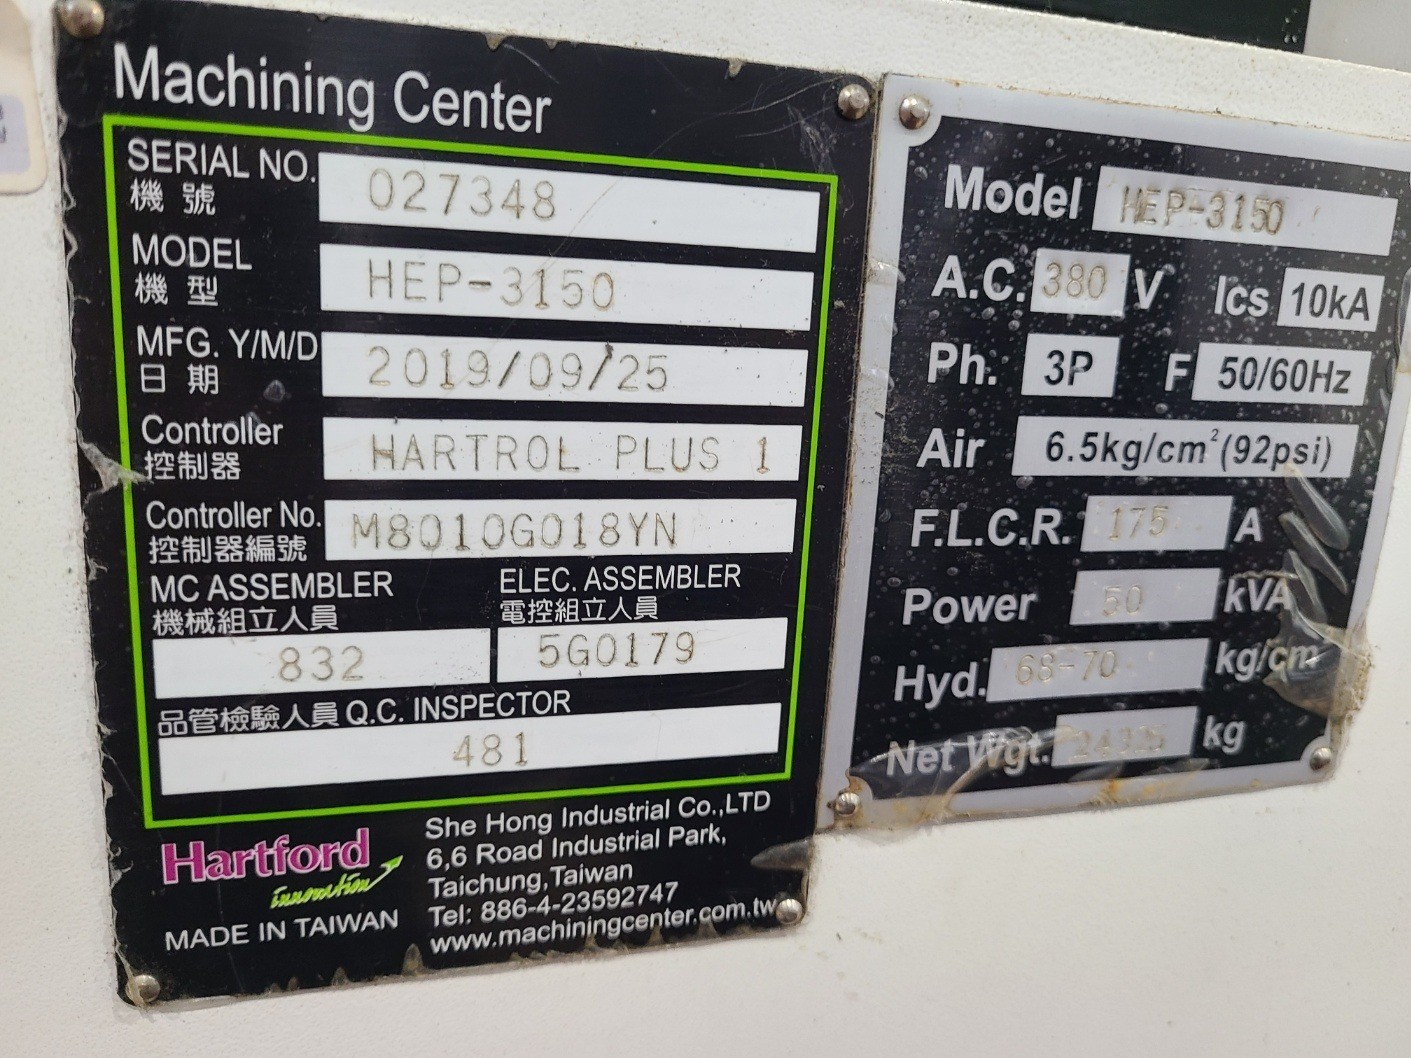 Machining Center
SERIAL NO. 027348
機號
MODEL HEP-3150
機型
MFG. Y/M/D 2019/09/25
日期
Controller HARTROL PLUS 1
控制器
Controller No. M8010G018YN
控制器編號
MC ASSEMBLER
機械組立人員
832
ELEC. ASSEMBLER
電控組立人員
5G0179
品管檢驗人員 Q.C. INSPECTOR
481
Hartford
innovation
MADE IN TAIWAN
She Hong Industrial Co.,LTD
6,6 Road Industrial Park,
Taichung,Taiwan
Tel: 886-4-23592747
www.machiningcenter.com.tw
Model HEP-3150
A.C. 380 V Ics 10kA
Ph. 3P F 50/60Hz
Air 6.5kg/cm²(92psi)
F.L.C.R. 175 A
Power 50 kVA
Hyd. 68-70 kg/cm
Net Wgt. kg